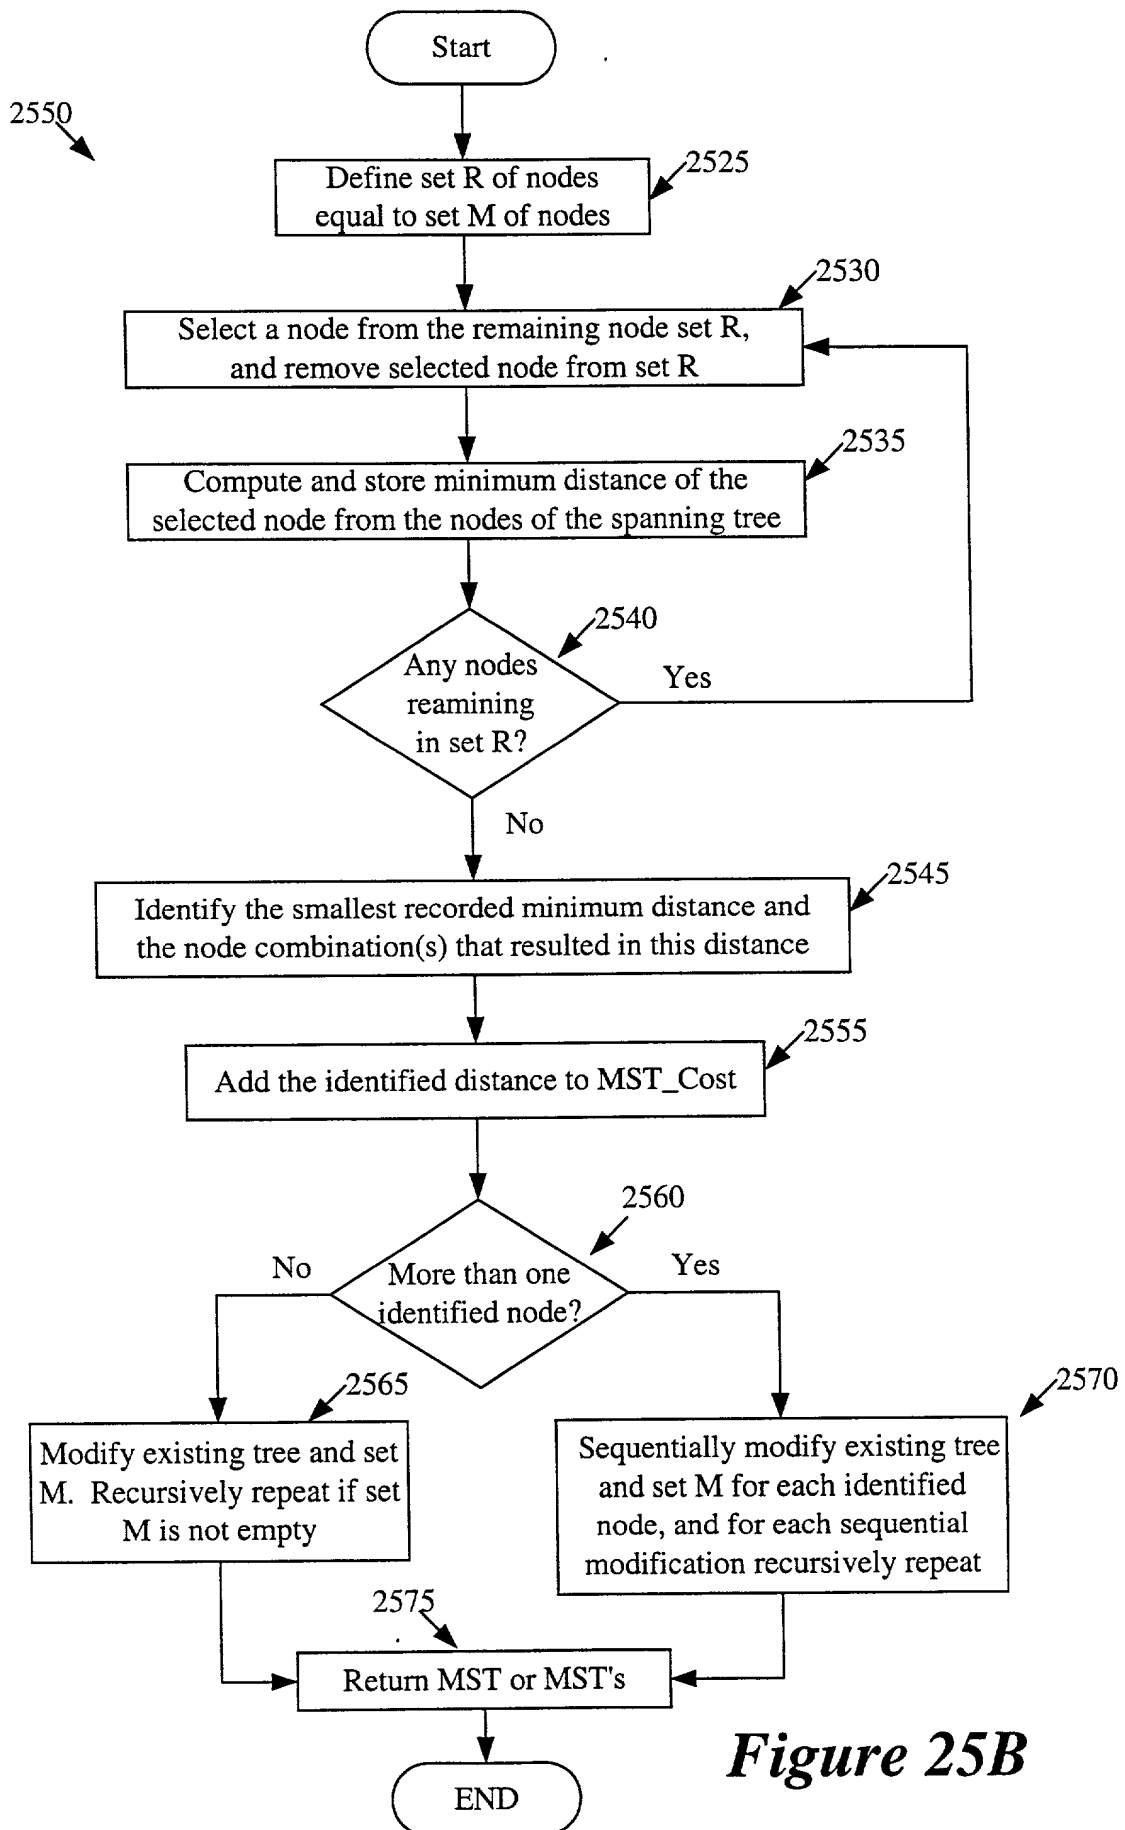 Start
2550
2525
Define set R of nodes
equal to set M of nodes
2530
Select a node from the remaining node set R,
and remove selected node from set R
2535
Compute and store minimum distance of the
selected node from the nodes of the spanning tree
2540
Any nodes
reamining
in set R?
Yes
No
2545
Identify the smallest recorded minimum distance and
the node combination(s) that resulted in this distance
2555
Add the identified distance to MST_Cost
2560
No
More than one
identified node?
Yes
2565
Modify existing tree and set
M. Recursively repeat if set
M is not empty
2570
Sequentially modify existing tree
and set M for each identified
node, and for each sequential
modification recursively repeat
2575
Return MST or MST's
Figure 25B
END